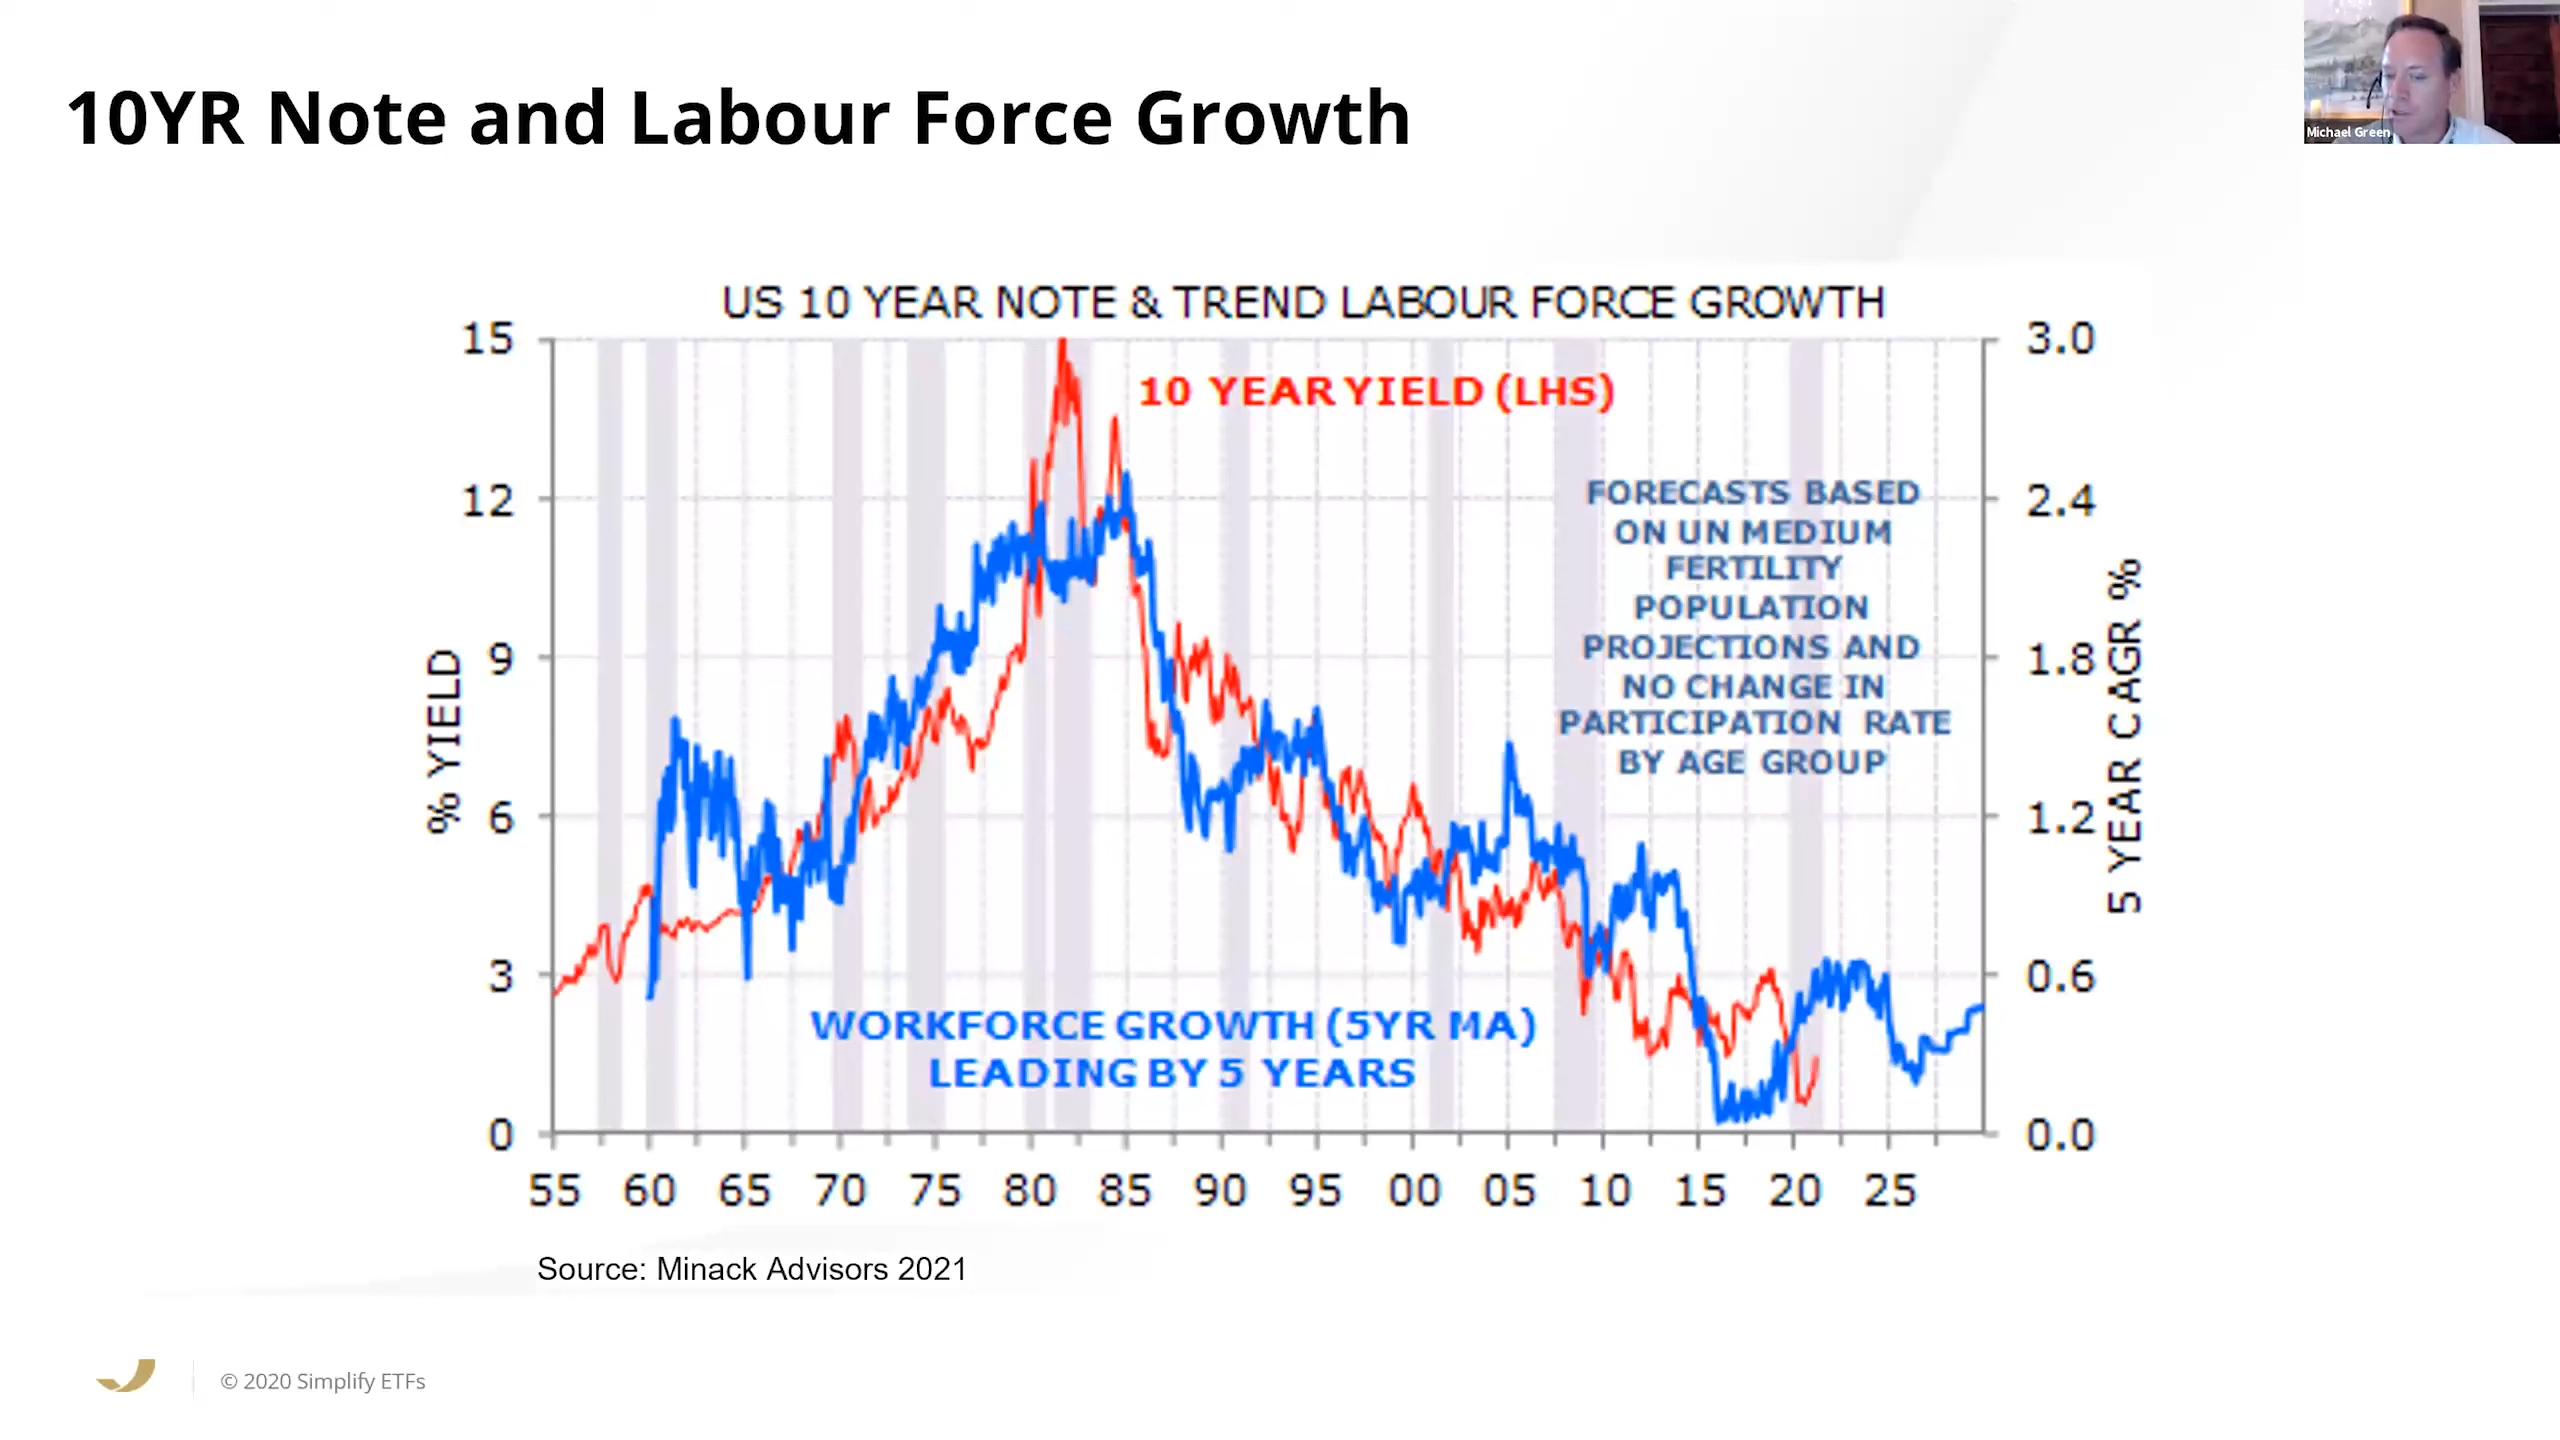 10YR Note and Labour Force Growth
Michael Green
US 10 YEAR NOTE & TREND LABOUR FORCE GROWTH
15
12
9
6
3
0
% YIELD
3.0
2.4
1.8
1.2
0.6
0.0
5 YEAR CAGR %
10 YEAR YIELD (LHS)
FORECASTS BASED
ON UN MEDIUM
FERTILITY
POPULATION
PROJECTIONS AND
NO CHANGE IN
PARTICIPATION RATE
BY AGE GROUP
WORKFORCE GROWTH (5YR MA)
LEADING BY 5 YEARS
55 60 65 70 75 80 85 90 95 00 05 10 15 20 25
Source: Minack Advisors 2021
© 2020 Simplify ETFs